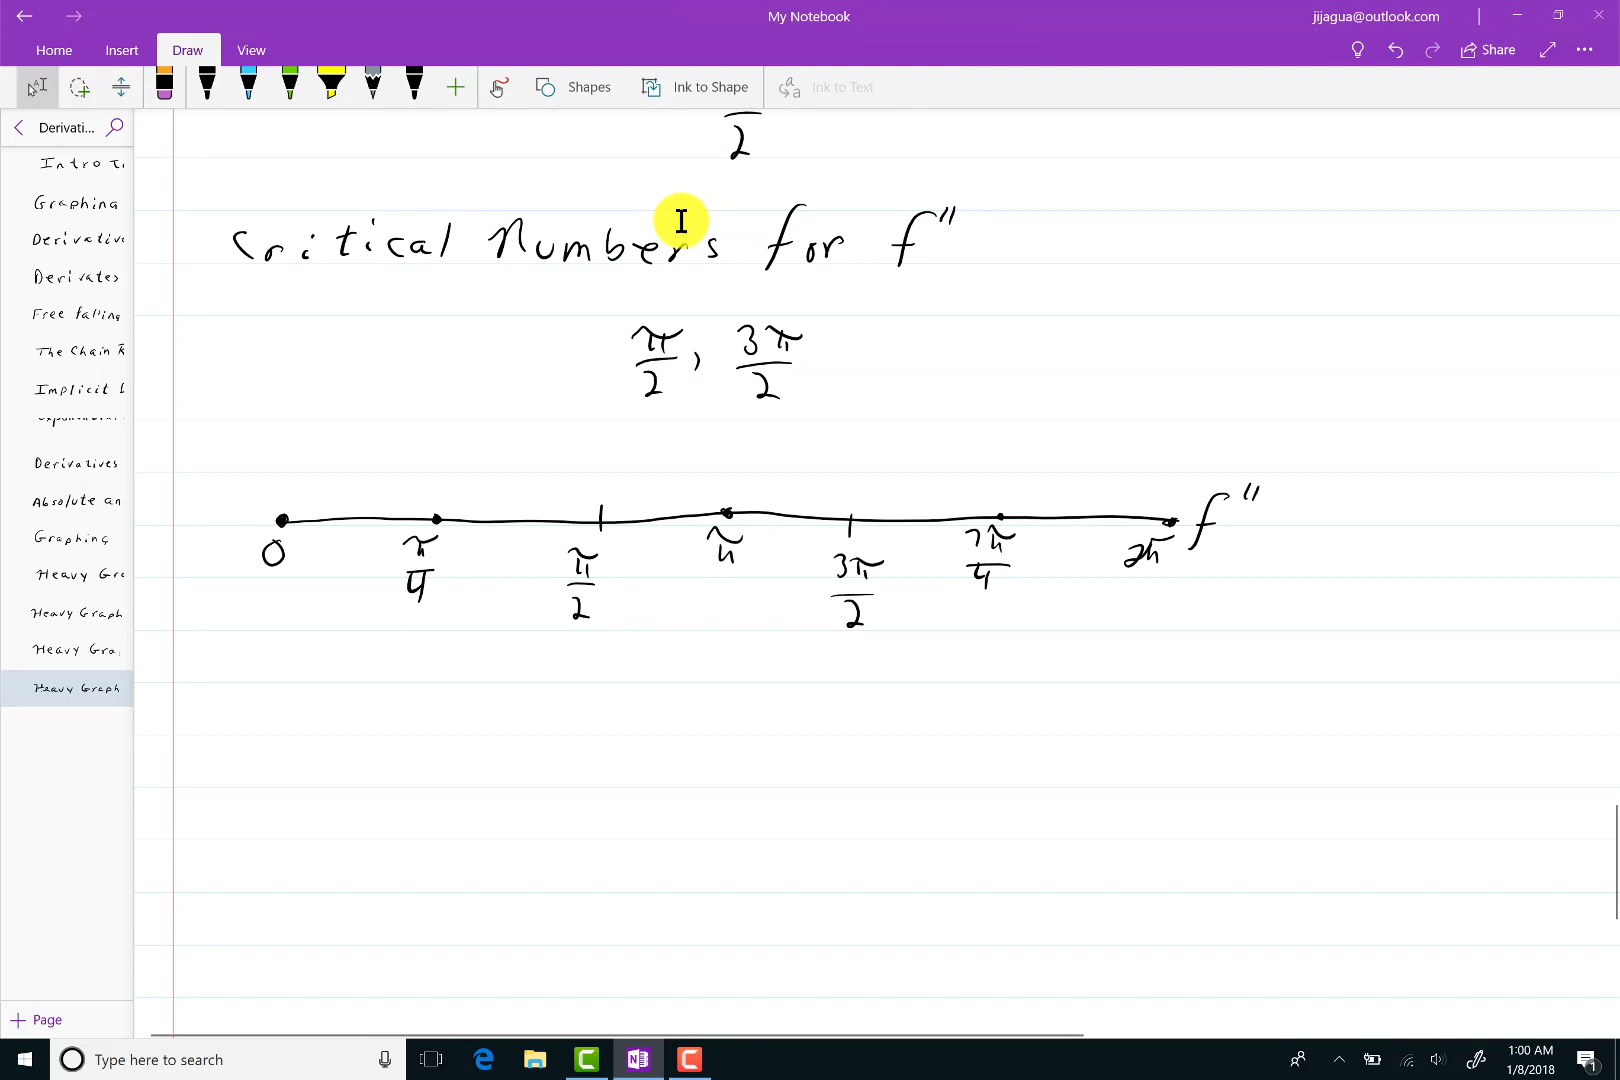 My Notebook
jijagua@outlook.com
Home Insert Draw View
Share
Shapes Ink to Shape Ink to Text
Derivati...
Intro T
Graphing
Derivative
Derivates
Free falling
The Chain R
Implicit
Derivatives
Absolute an
Graphing
Heavy Gra
Heavy Graph
Heavy Gra
Heavy Graph
Page
2
Critical Numbers for f''
π/2, 3π/2
f''
0 π/4 π/2 π 3π/2 7π/4 2π
Type here to search
1:00 AM
1/8/2018
1